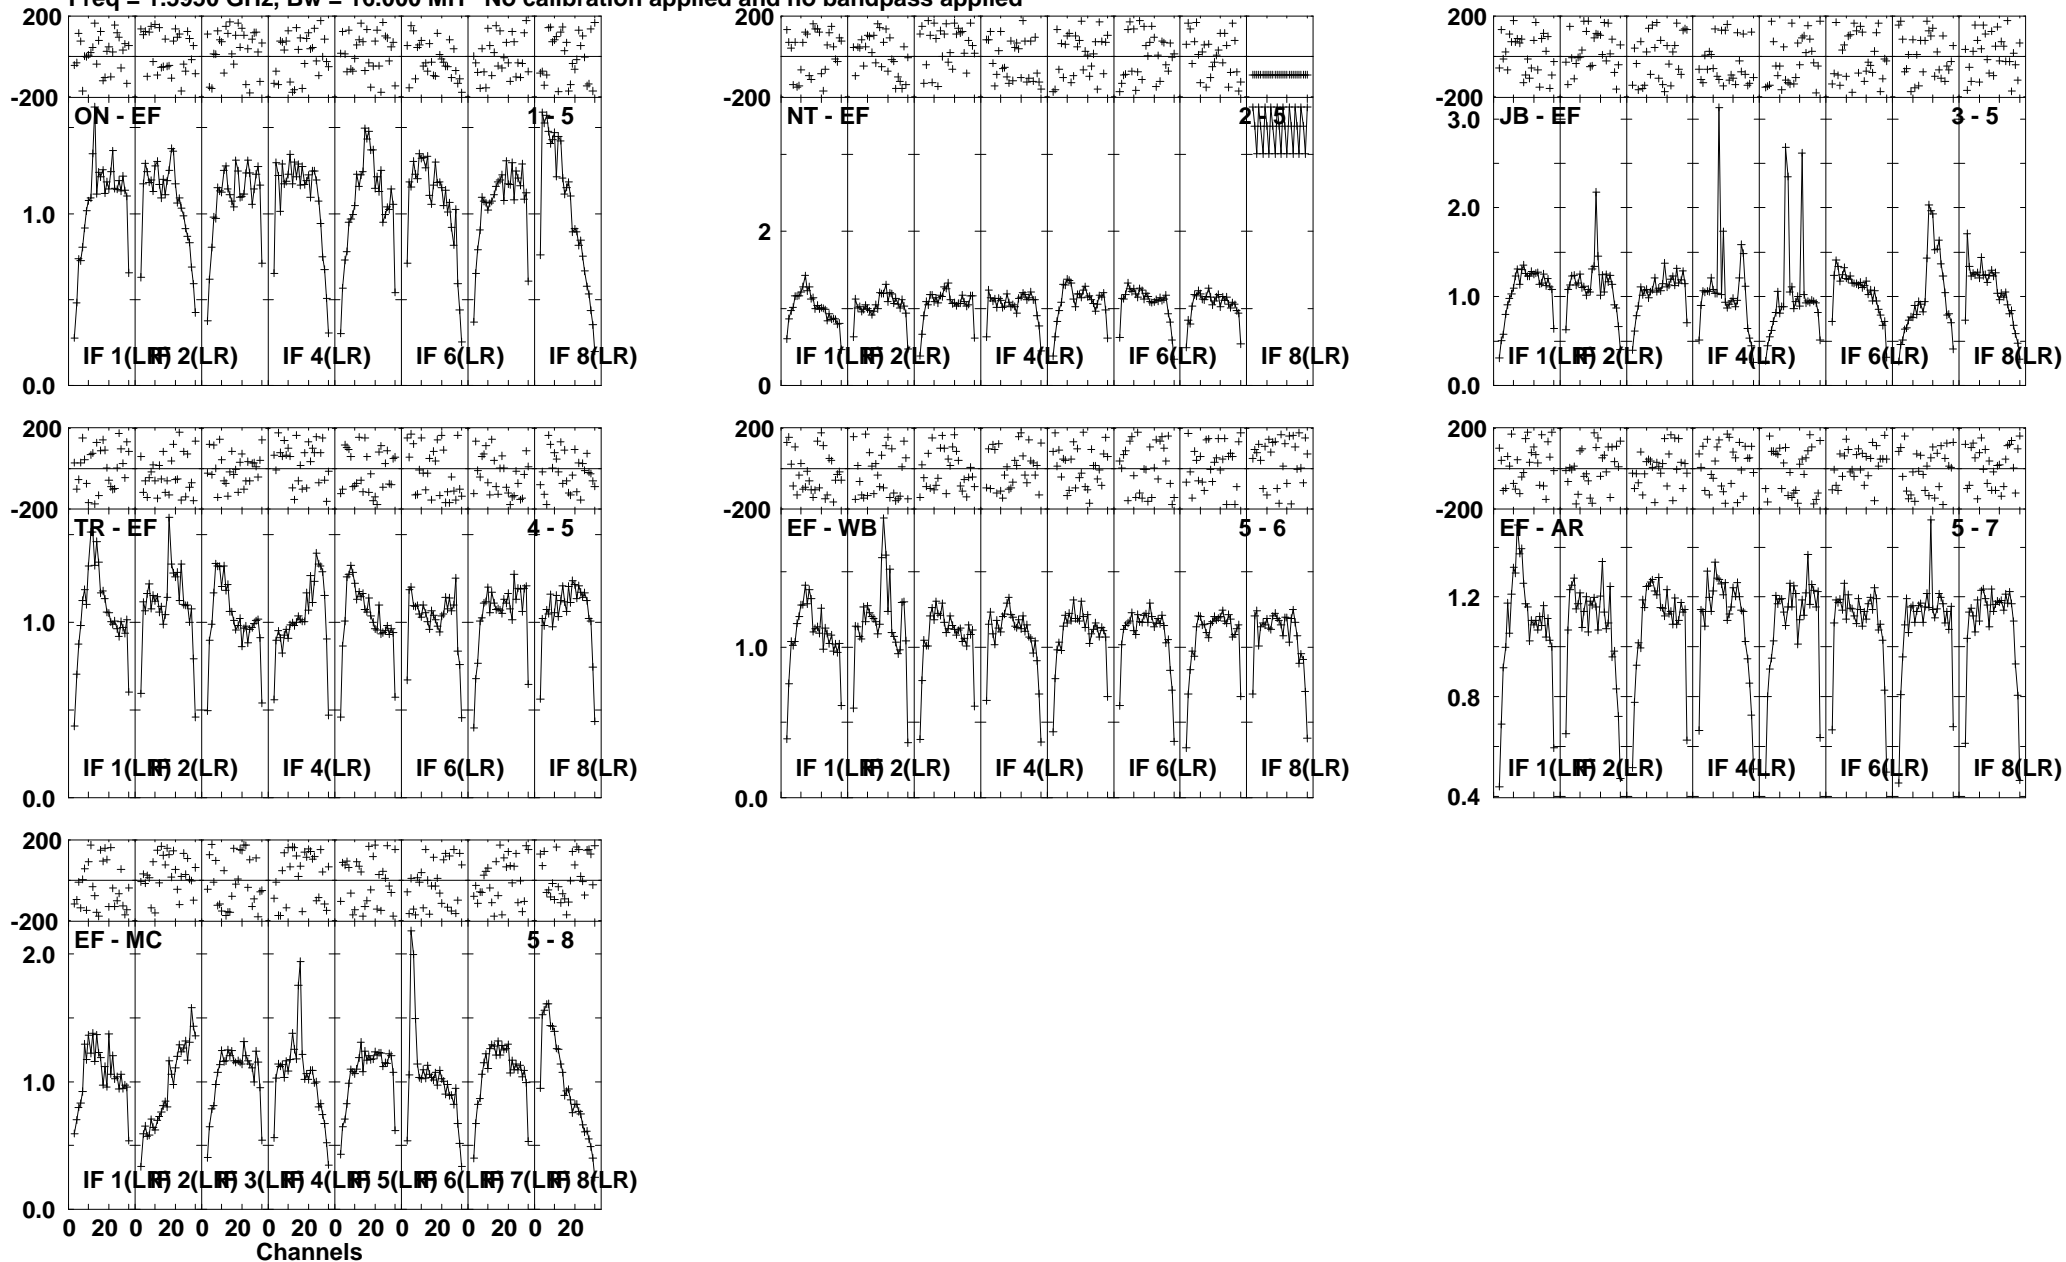 No calibration applied and no bandpass applied
200
-200
ON - EF 1 - 5
1.0
0.0
IF 1(LR) IF 2(LR) IF 4(LR) IF 6(LR) IF 8(LR)
200
-200
NT - EF 2 - 5
2
0
IF 1(LR) IF 2(LR) IF 4(LR) IF 6(LR) IF 8(LR)
200
-200
JB - EF 3 - 5
3.0
2.0
1.0
0.0
IF 1(LR) IF 2(LR) IF 4(LR) IF 6(LR) IF 8(LR)
200
-200
TR - EF 4 - 5
1.0
0.0
IF 1(LR) IF 2(LR) IF 4(LR) IF 6(LR) IF 8(LR)
200
-200
EF - WB 5 - 6
1.0
0.0
IF 1(LR) IF 2(LR) IF 4(LR) IF 6(LR) IF 8(LR)
200
-200
EF - AR 5 - 7
1.2
0.8
0.4
IF 1(LR) IF 2(LR) IF 4(LR) IF 6(LR) IF 8(LR)
200
-200
EF - MC 5 - 8
2.0
1.0
0.0
IF 1(LR) IF 2(LR) IF 3(LR) IF 4(LR) IF 5(LR) IF 6(LR) IF 7(LR) IF 8(LR)
0 20 0 20 0 20 0 20 0 20 0 20 0 20 0 20
Channels